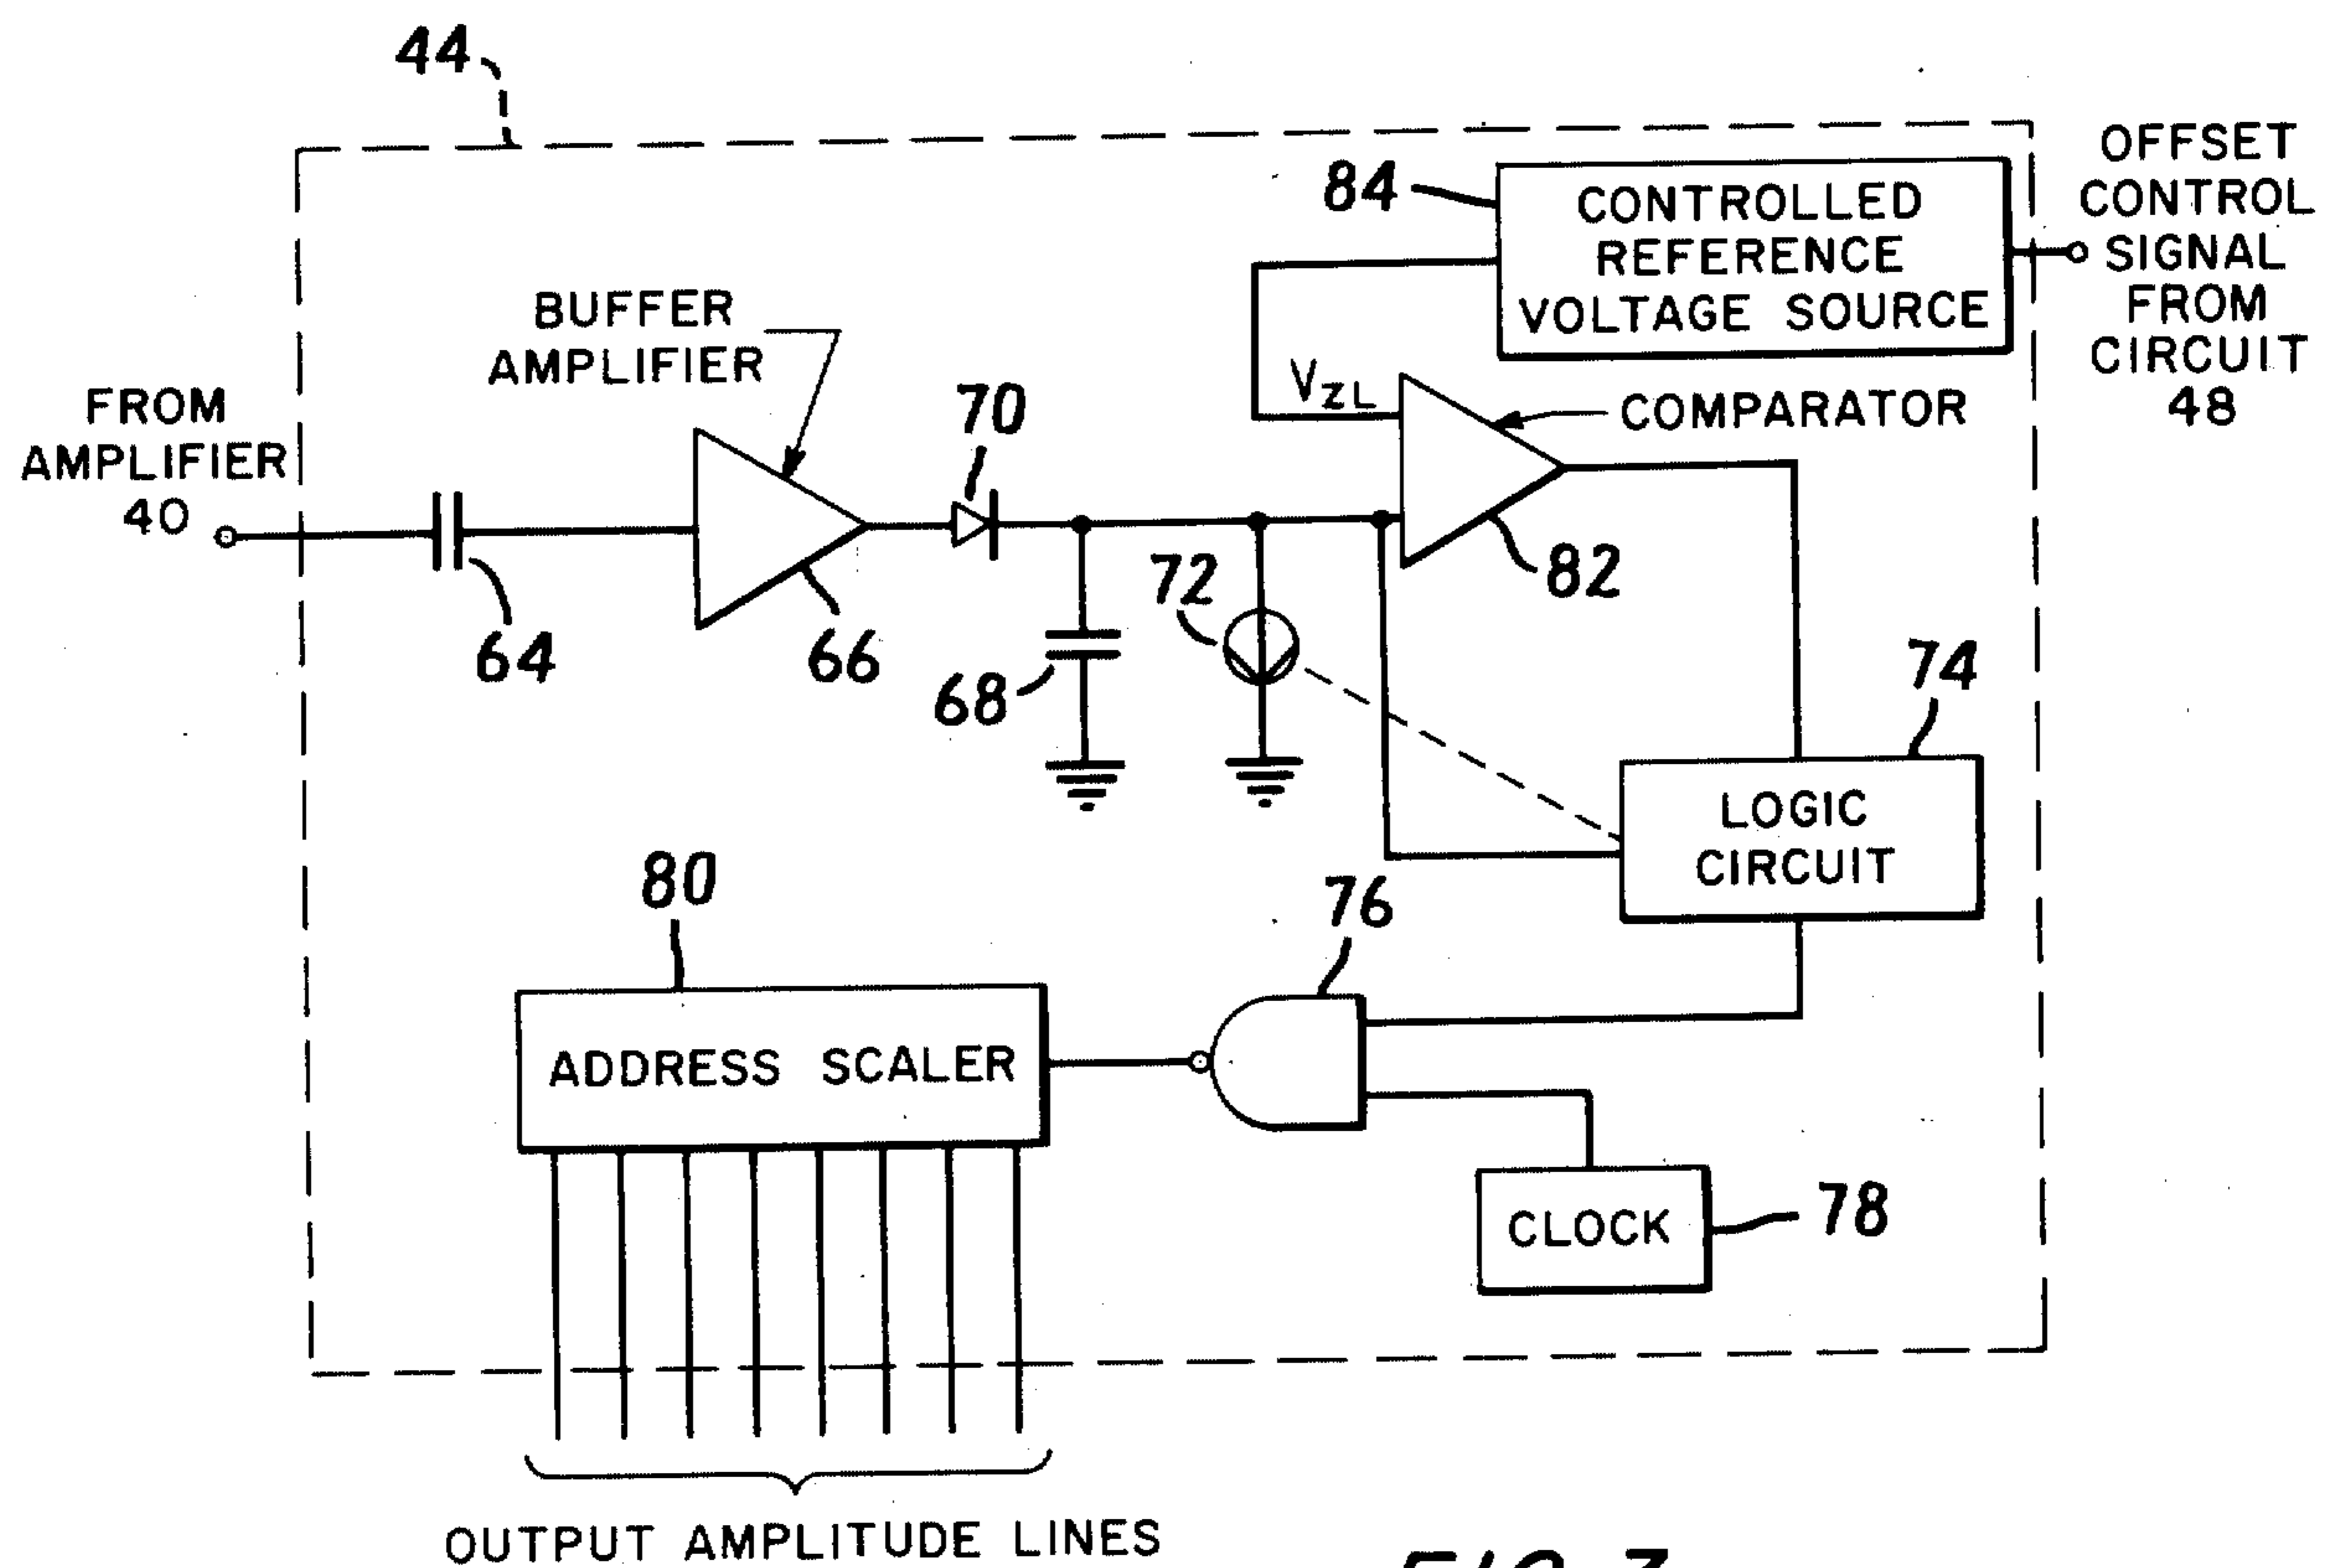 44
OFFSET
CONTROL
SIGNAL
FROM
CIRCUIT
48
84
CONTROLLED
REFERENCE
VOLTAGE SOURCE
BUFFER
AMPLIFIER
FROM
AMPLIFIER
40
70
VZL
COMPARATOR
64
66
68
72
82
74
LOGIC
CIRCUIT
80
76
ADDRESS SCALER
CLOCK
78
OUTPUT AMPLITUDE LINES